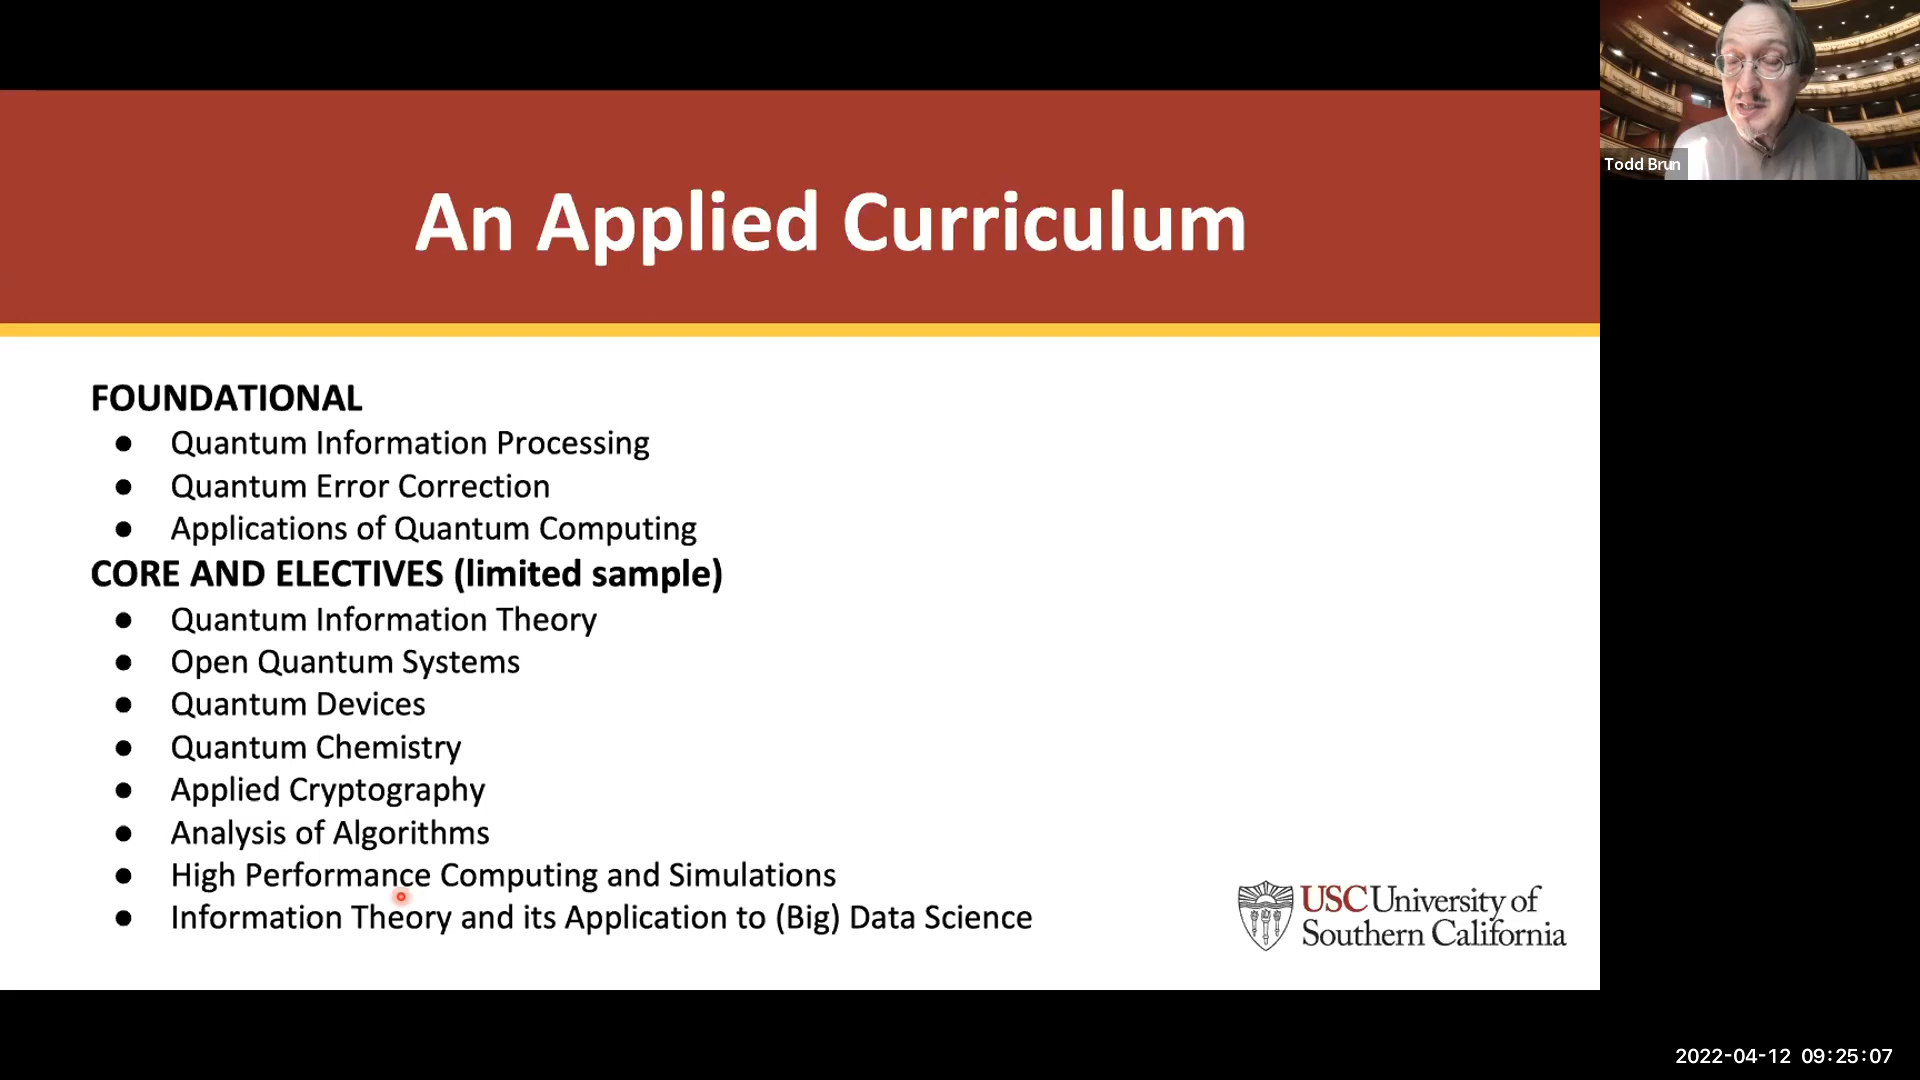 An Applied Curriculum
Todd Brun
FOUNDATIONAL
● Quantum Information Processing
● Quantum Error Correction
● Applications of Quantum Computing
CORE AND ELECTIVES (limited sample)
● Quantum Information Theory
● Open Quantum Systems
● Quantum Devices
● Quantum Chemistry
● Applied Cryptography
● Analysis of Algorithms
● High Performance Computing and Simulations
● Information Theory and its Application to (Big) Data Science
USC University of
Southern California
2022-04-12 09:25:07